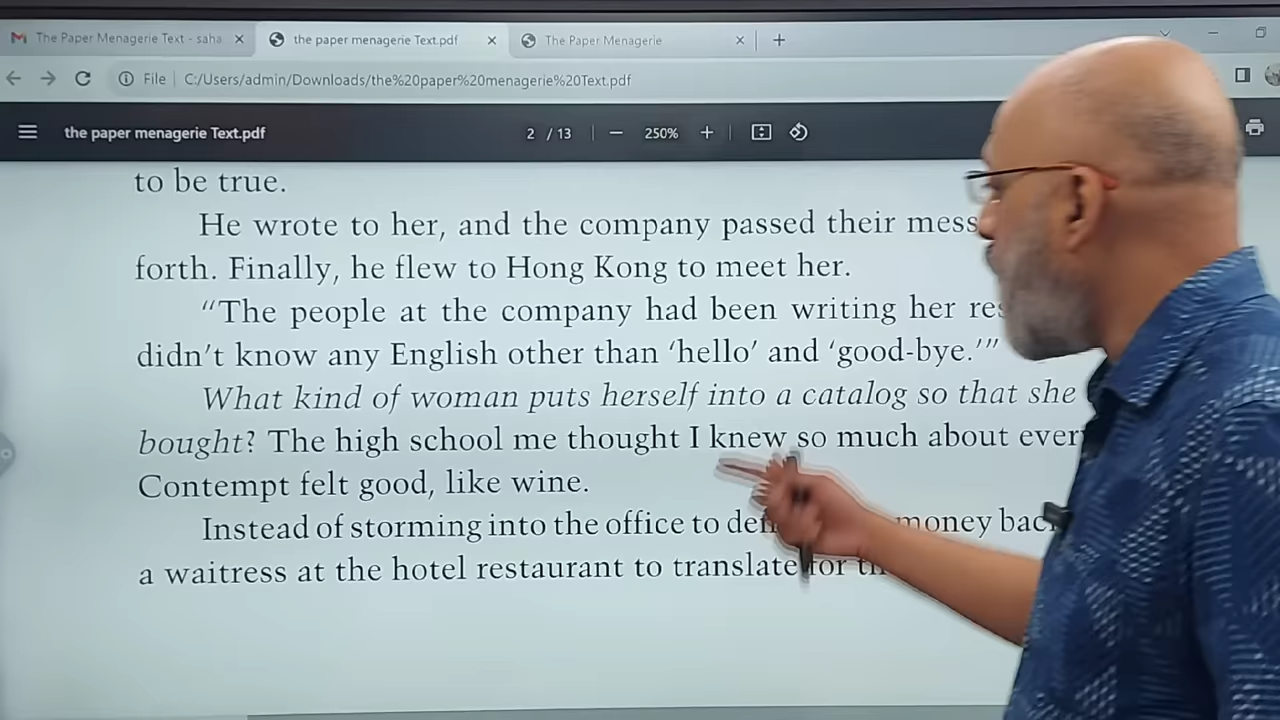 The Paper Menagerie Text - saha
the paper menagerie Text.pdf
The Paper Menagerie
File
C:/Users/admin/Downloads/the%20paper%20menagerie%20Text.pdf
the paper menagerie Text.pdf
2 / 13
250%
to be true.
He wrote to her, and the company passed their mess
forth. Finally, he flew to Hong Kong to meet her.
"The people at the company had been writing her res
didn't know any English other than 'hello' and 'good-bye.'"
What kind of woman puts herself into a catalog so that she
bought? The high school me thought I knew so much about ever
Contempt felt good, like wine.
Instead of storming into the office to money bac
a waitress at the hotel restaurant to translate for